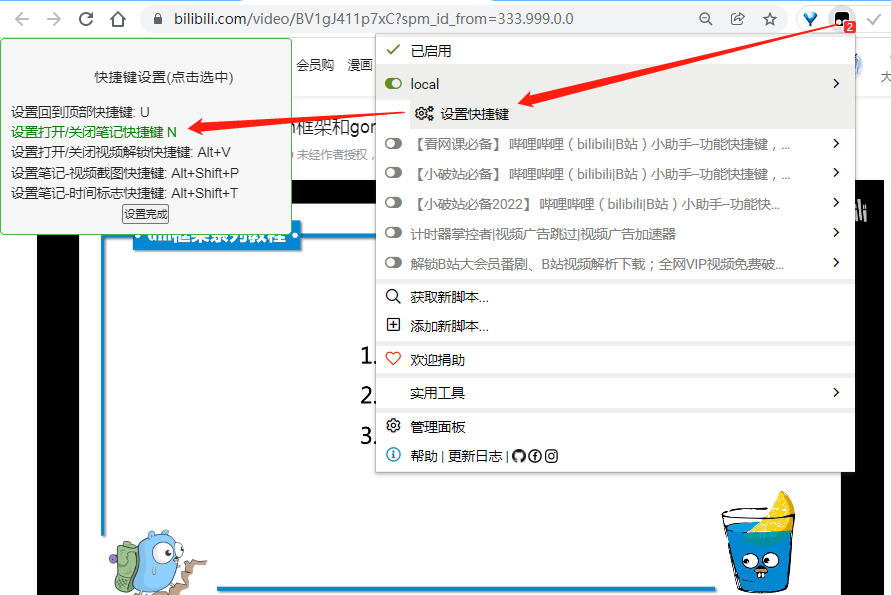 bilibili.com/video/BV1gJ411p7xC?spm_id_from=333.999.0.0
2
会员购 漫画
大
快捷键设置(点击选中)
设置回到顶部快捷键: U
设置打开/关闭笔记快捷键 N
设置打开/关闭视频解锁快捷键: Alt+V
设置笔记-视频截图快捷键: Alt+Shift+P
设置笔记-时间标志快捷键: Alt+Shift+T
设置完成
框架和gor
未经作者授权，
框架系列教程
1.
2.
3.
已启用
local
设置快捷键
【看网课必备】 哔哩哔哩（bilibili|B站）小助手–功能快捷键，...
【小破站必备】 哔哩哔哩（bilibili|B站）小助手–功能快捷键，...
【小破站必备2022】 哔哩哔哩（bilibili|B站）小助手–功能快...
计时器掌控者|视频广告跳过|视频广告加速器
解锁B站大会员番剧、B站视频解析下载；全网VIP视频免费破...
获取新脚本...
添加新脚本...
欢迎捐助
实用工具
管理面板
帮助 | 更新日志 |